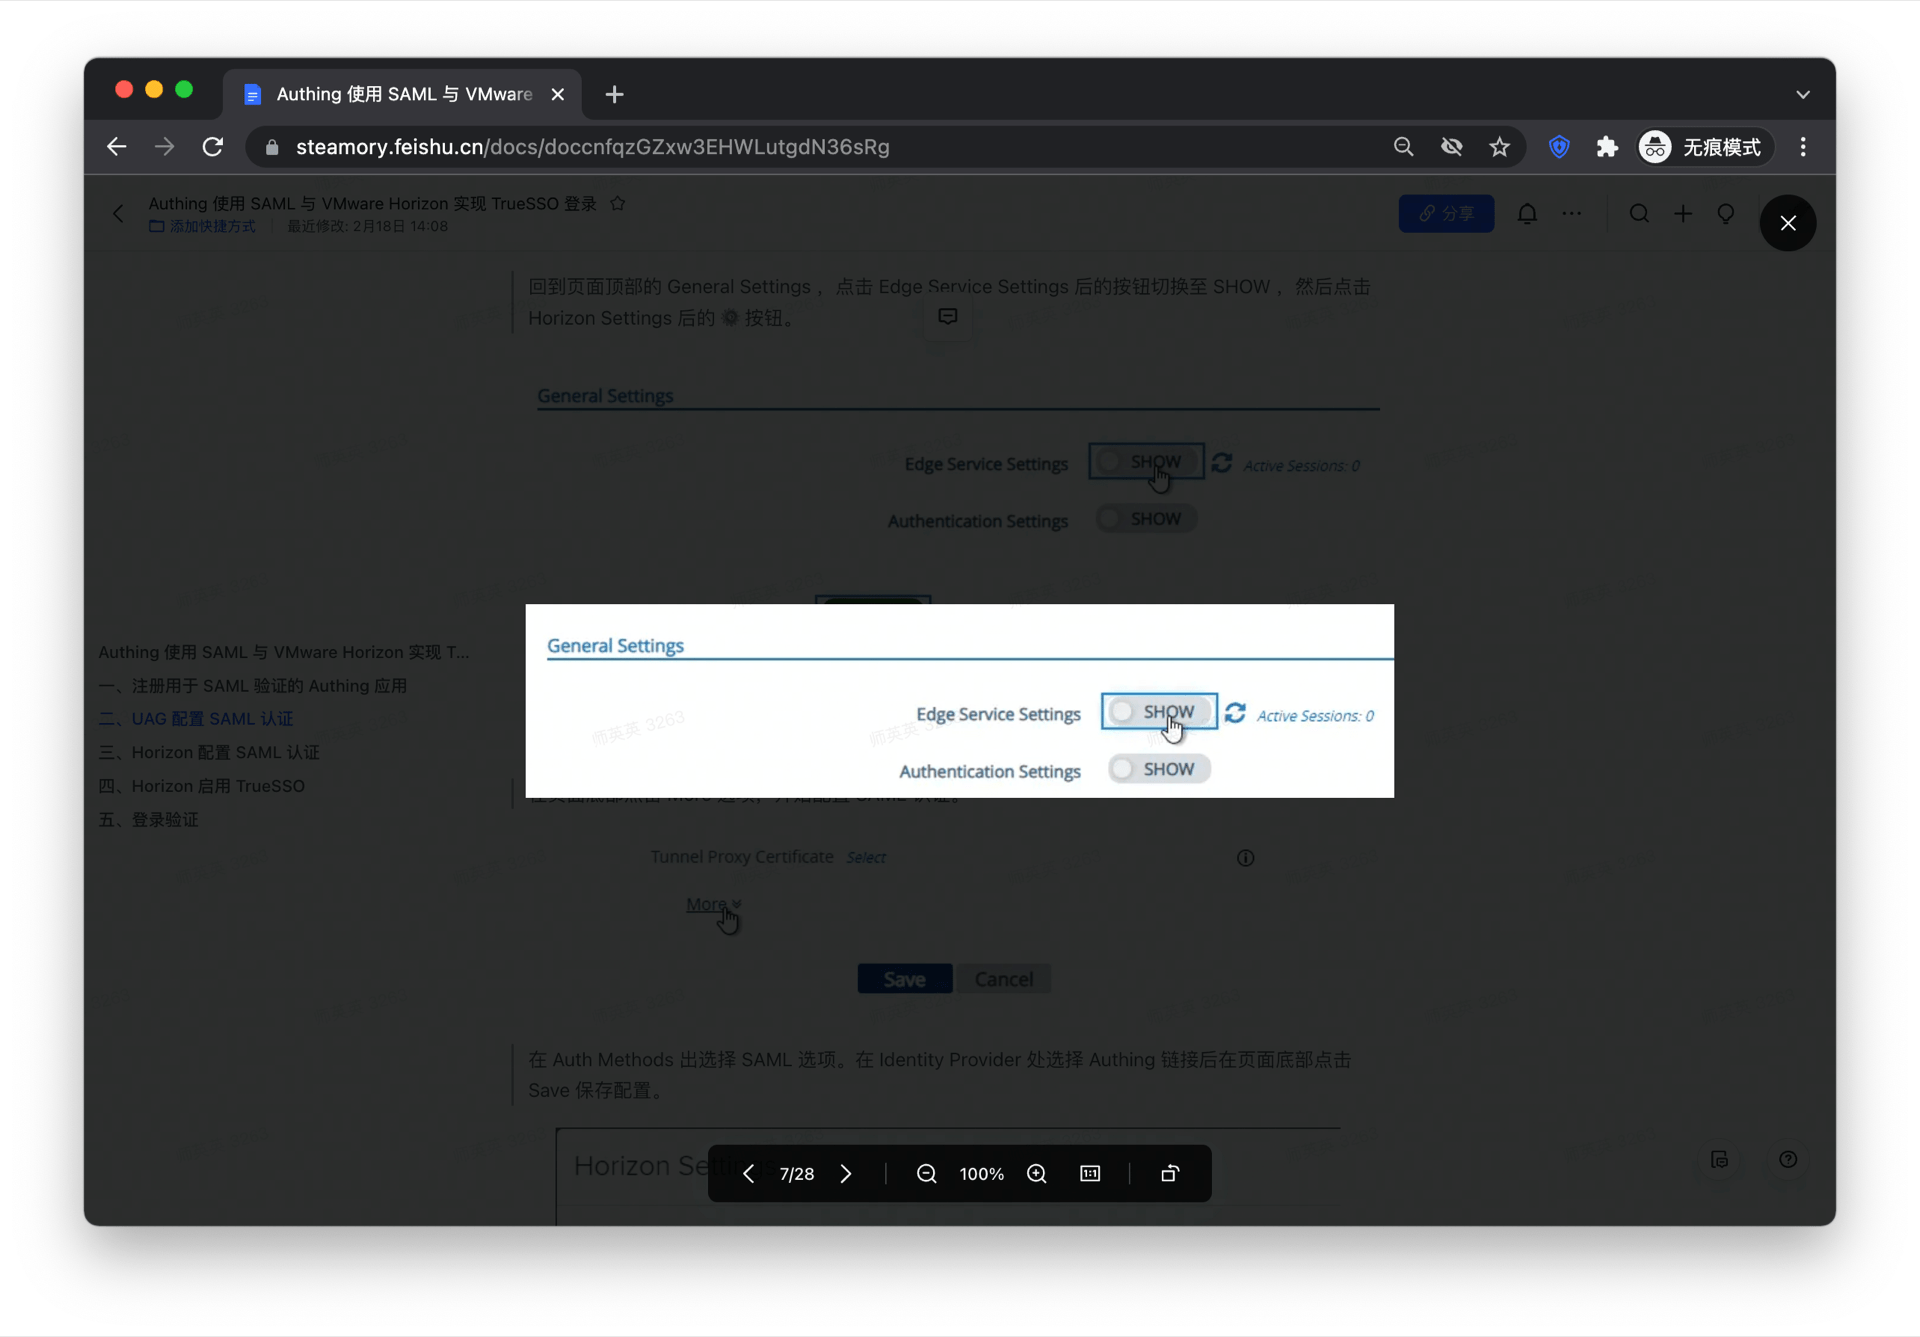 Authing 使用 SAML 与 VMware
steamory.feishu.cn/docs/doccnfqzGZxw3EHWLutgdN36sRg
无痕模式
Authing 使用 SAML 与 VMware Horizon 实现 TrueSSO 登录
添加快捷方式
最近修改: 2月18日 14:08
分享
回到页面顶部的 General Settings ，点击 Edge Service Settings 后的按钮切换至 SHOW ，然后点击
Horizon Settings 后的 按钮。
General Settings
Edge Service Settings SHOW Active Sessions: 0
Authentication Settings SHOW
Authing 使用 SAML 与 VMware Horizon 实现 T...
一、注册用于 SAML 验证的 Authing 应用
二、UAG 配置 SAML 认证
三、Horizon 配置 SAML 认证
四、Horizon 启用 TrueSSO
五、登录验证
General Settings
Edge Service Settings SHOW Active Sessions: 0
Authentication Settings SHOW
师英英 3263
师英英
Tunnel Proxy Certificate Select
More
Save Cancel
在 Auth Methods 出选择 SAML 选项。在 Identity Provider 处选择 Authing 链接后在页面底部点击
Save 保存配置。
Horizon Se
7/28
100%
1:1